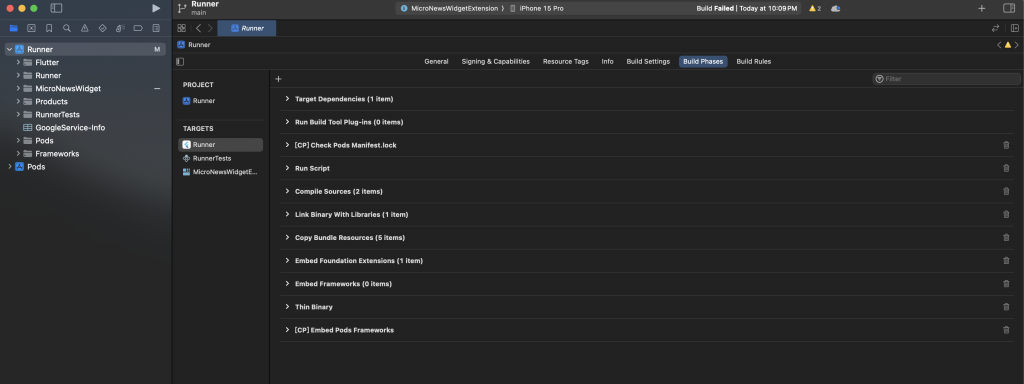 Runner
main
MicroNewsWidgetExtension
iPhone 15 Pro
Build Failed | Today at 10:09 PM
2
Runner
Runner
M
Flutter
Runner
MicroNewsWidget
Products
RunnerTests
GoogleService-Info
Pods
Frameworks
Pods
Runner
General
Signing & Capabilities
Resource Tags
Info
Build Settings
Build Phases
Build Rules
Filter
PROJECT
Runner
TARGETS
Runner
RunnerTests
MicroNewsWidgetE...
Target Dependencies (1 item)
Run Build Tool Plug-ins (0 items)
[CP] Check Pods Manifest.lock
Run Script
Compile Sources (2 items)
Link Binary With Libraries (1 item)
Copy Bundle Resources (5 items)
Embed Foundation Extensions (1 item)
Embed Frameworks (0 items)
Thin Binary
[CP] Embed Pods Frameworks